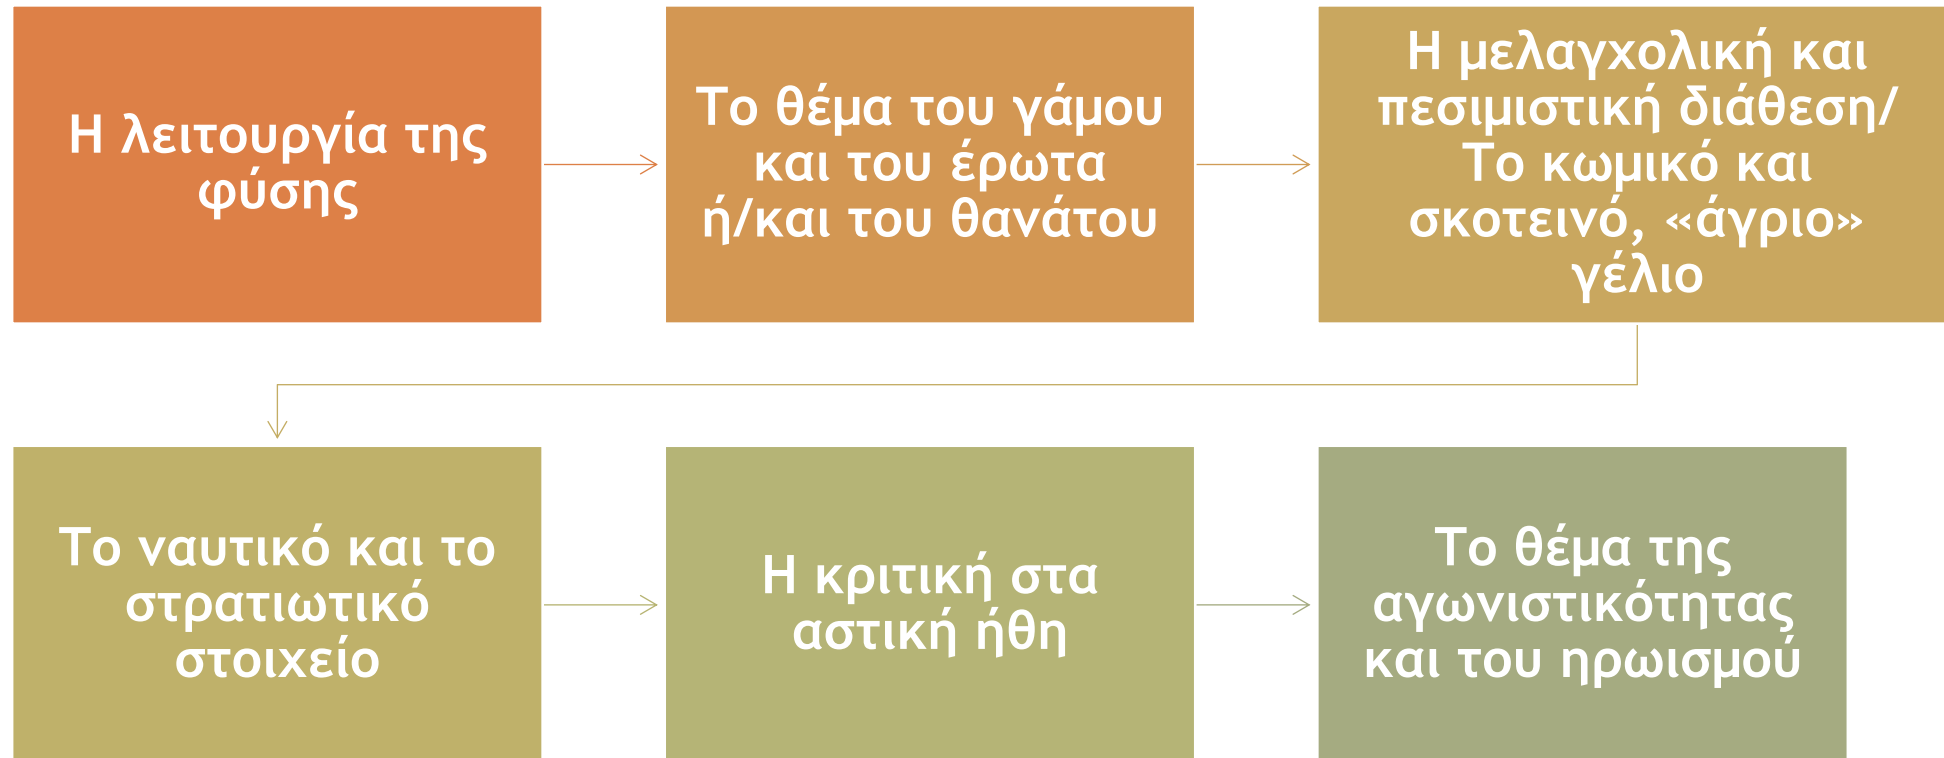 Η λειτουργία της
φύσης
Το θέμα του γάμου
και του έρωτα
ή/και του θανάτου
Η μελαγχολική και
πεσιμιστική διάθεση/
Το κωμικό και
σκοτεινό, «άγριο»
γέλιο
Το ναυτικό και το
στρατιωτικό
στοιχείο
Η κριτική στα
αστική ήθη
Το θέμα της
αγωνιστικότητας
και του ηρωισμού